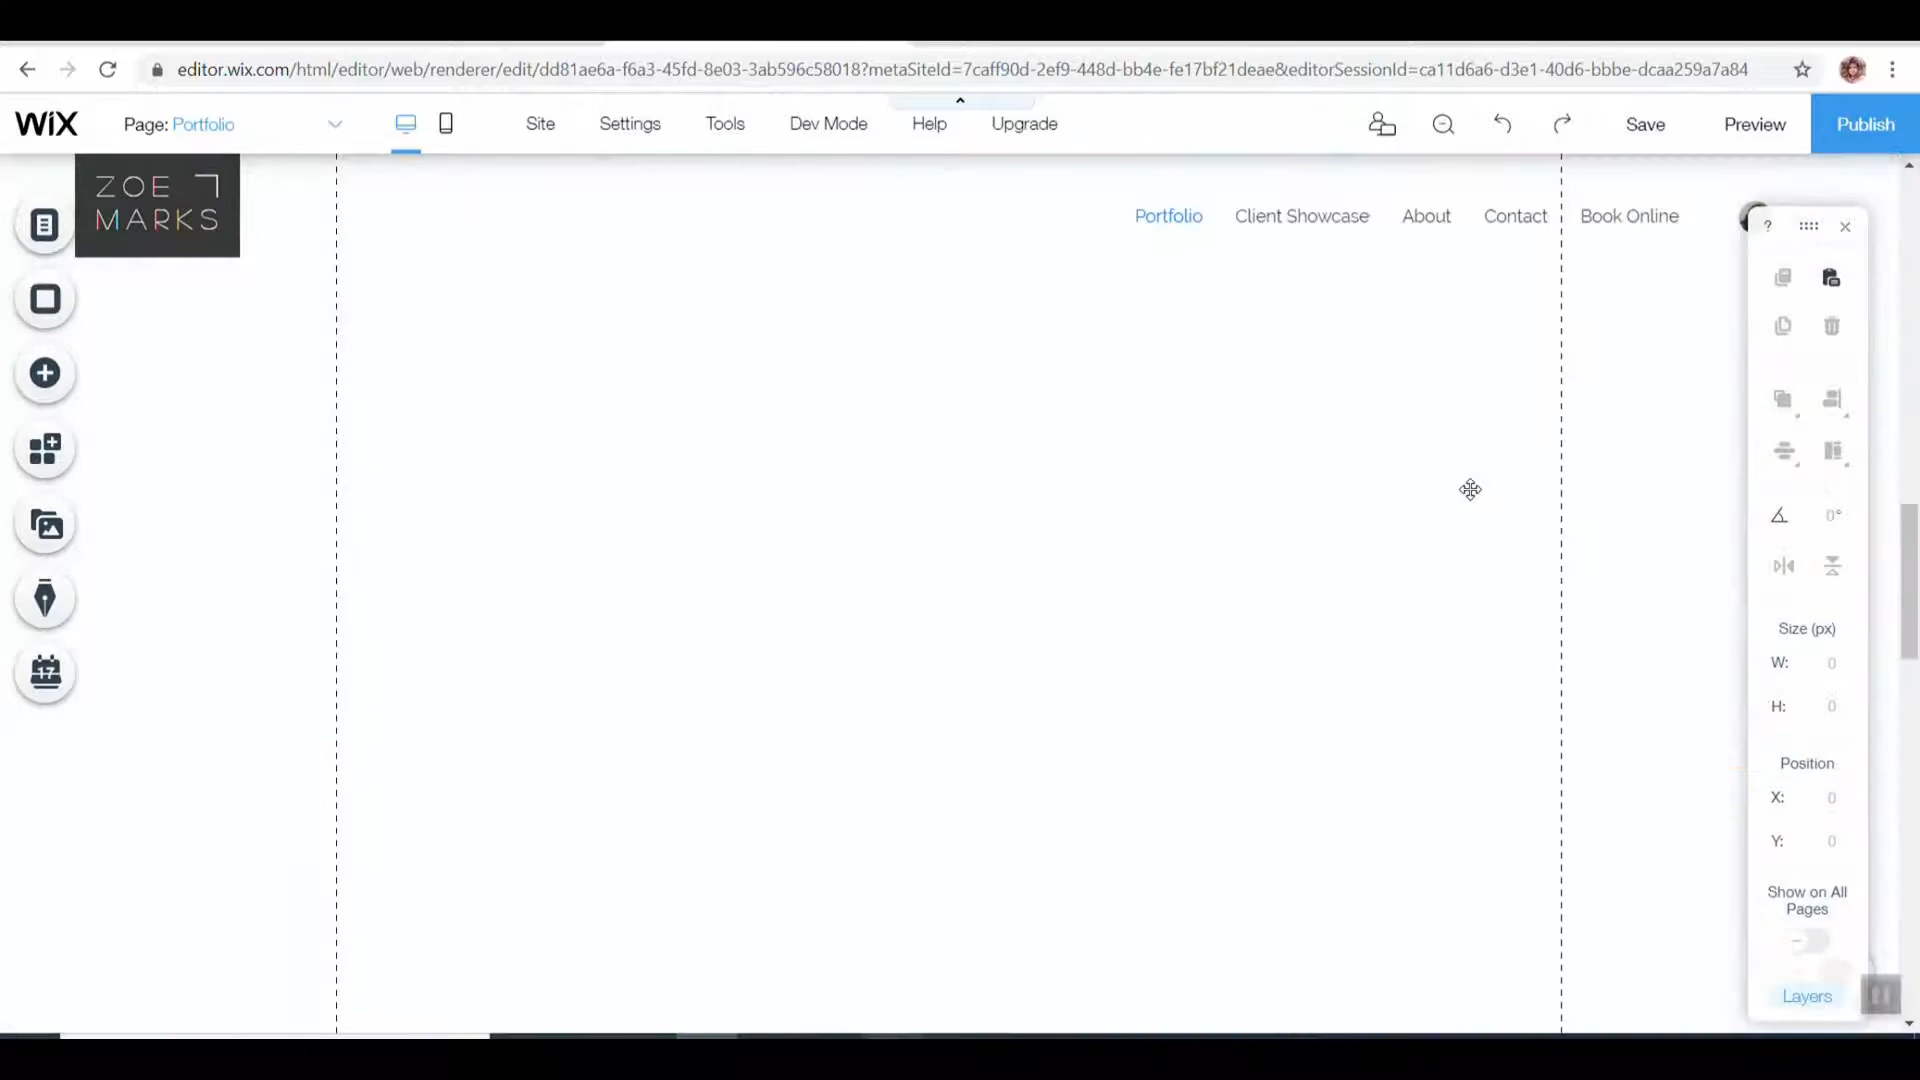 editor.wix.com/html/editor/web/renderer/edit/dd81ae6a-f6a3-45fd-8e03-3ab596c58018?metaSiteId=7caff90d-2ef9-448d-bb4e-fe17bf21deae&editorSessionId=ca11d6a6-d3e1-40d6-bbbe-dcaa259a7a84
WiX Page: Portfolio Site Settings Tools Dev Mode Help Upgrade Save Preview Publish
ZOE
MARKS
Portfolio Client Showcase About Contact Book Online
?
0°
Size (px)
W: 0
H: 0
17
Position
X: 0
Y: 0
Show on All
Pages
Layers